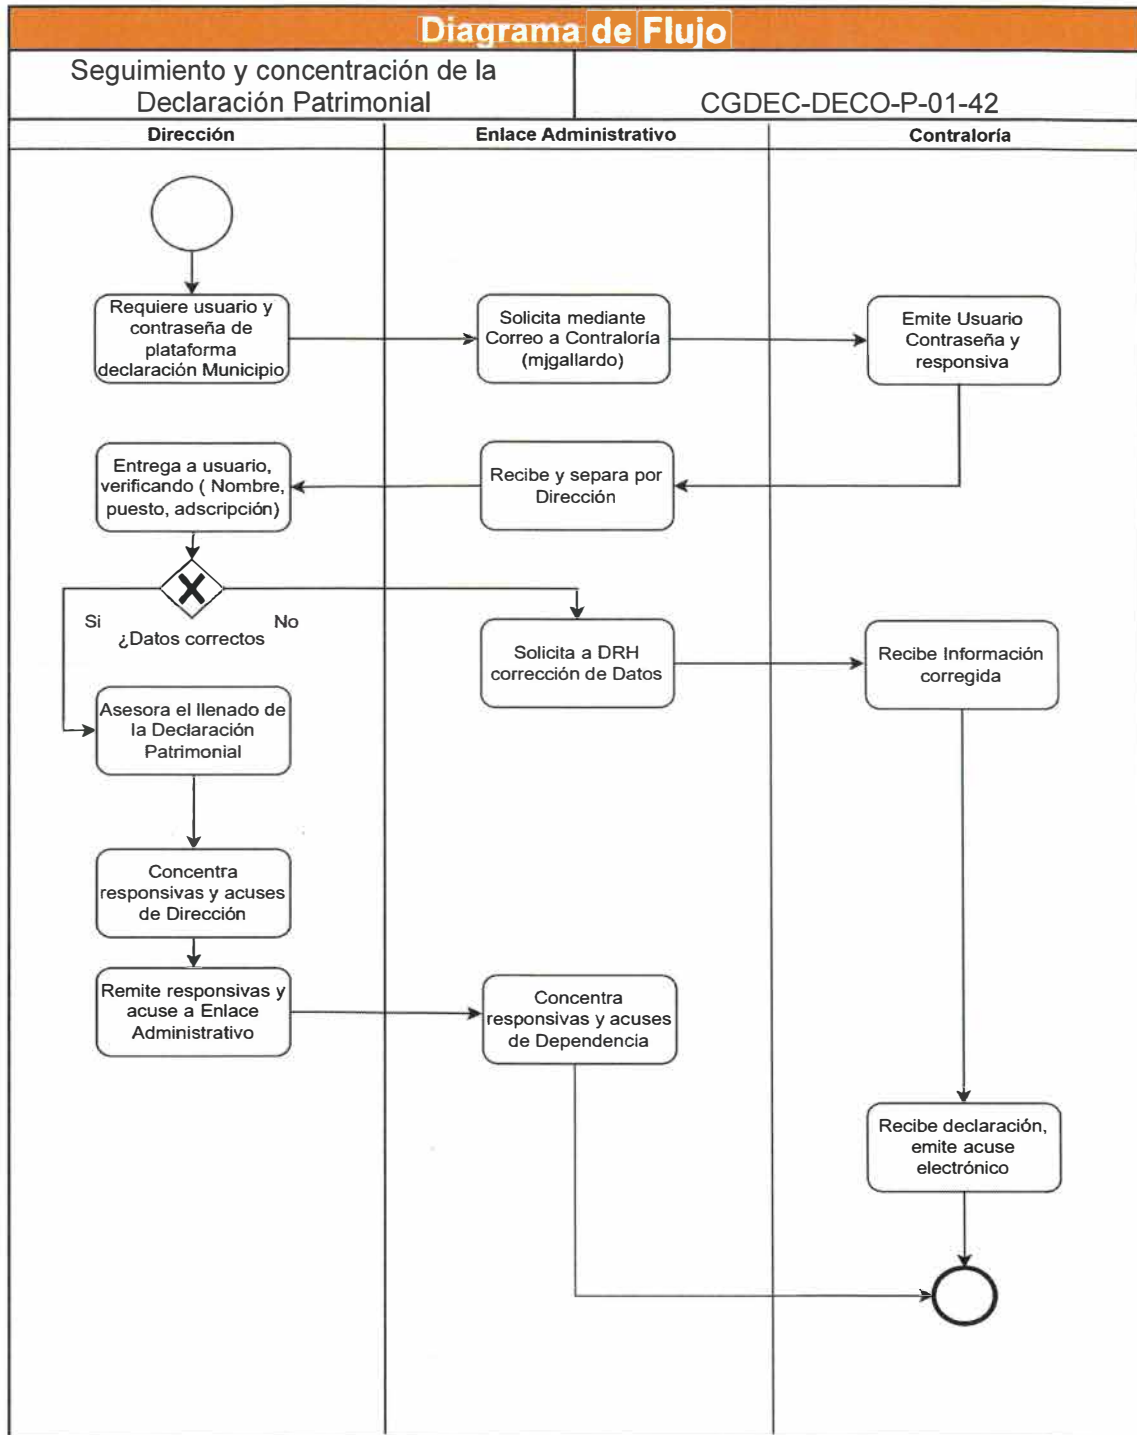 Diagrama de Flujo
Seguimiento y concentración de la
Declaración Patrimonial
CGDEC-DECO-P-01-42
Dirección
Enlace Administrativo
Contraloría
Requiere usuario y
contraseña de
plataforma
declaración Municipio
Solicita mediante
Correo a Contraloría
(mjgallardo)
Emite Usuario
Contraseña y
responsiva
Entrega a usuario,
verificando ( Nombre,
puesto, adscripción)
Recibe y separa por
Dirección
Si
No
¿Datos correctos
Solicita a DRH
corrección de Datos
Recibe Información
corregida
Asesora el llenado de
la Declaración
Patrimonial
Concentra
responsivas y acuses
de Dirección
Remite responsivas y
acuse a Enlace
Administrativo
Concentra
responsivas y acuses
de Dependencia
Recibe declaración,
emite acuse
electrónico